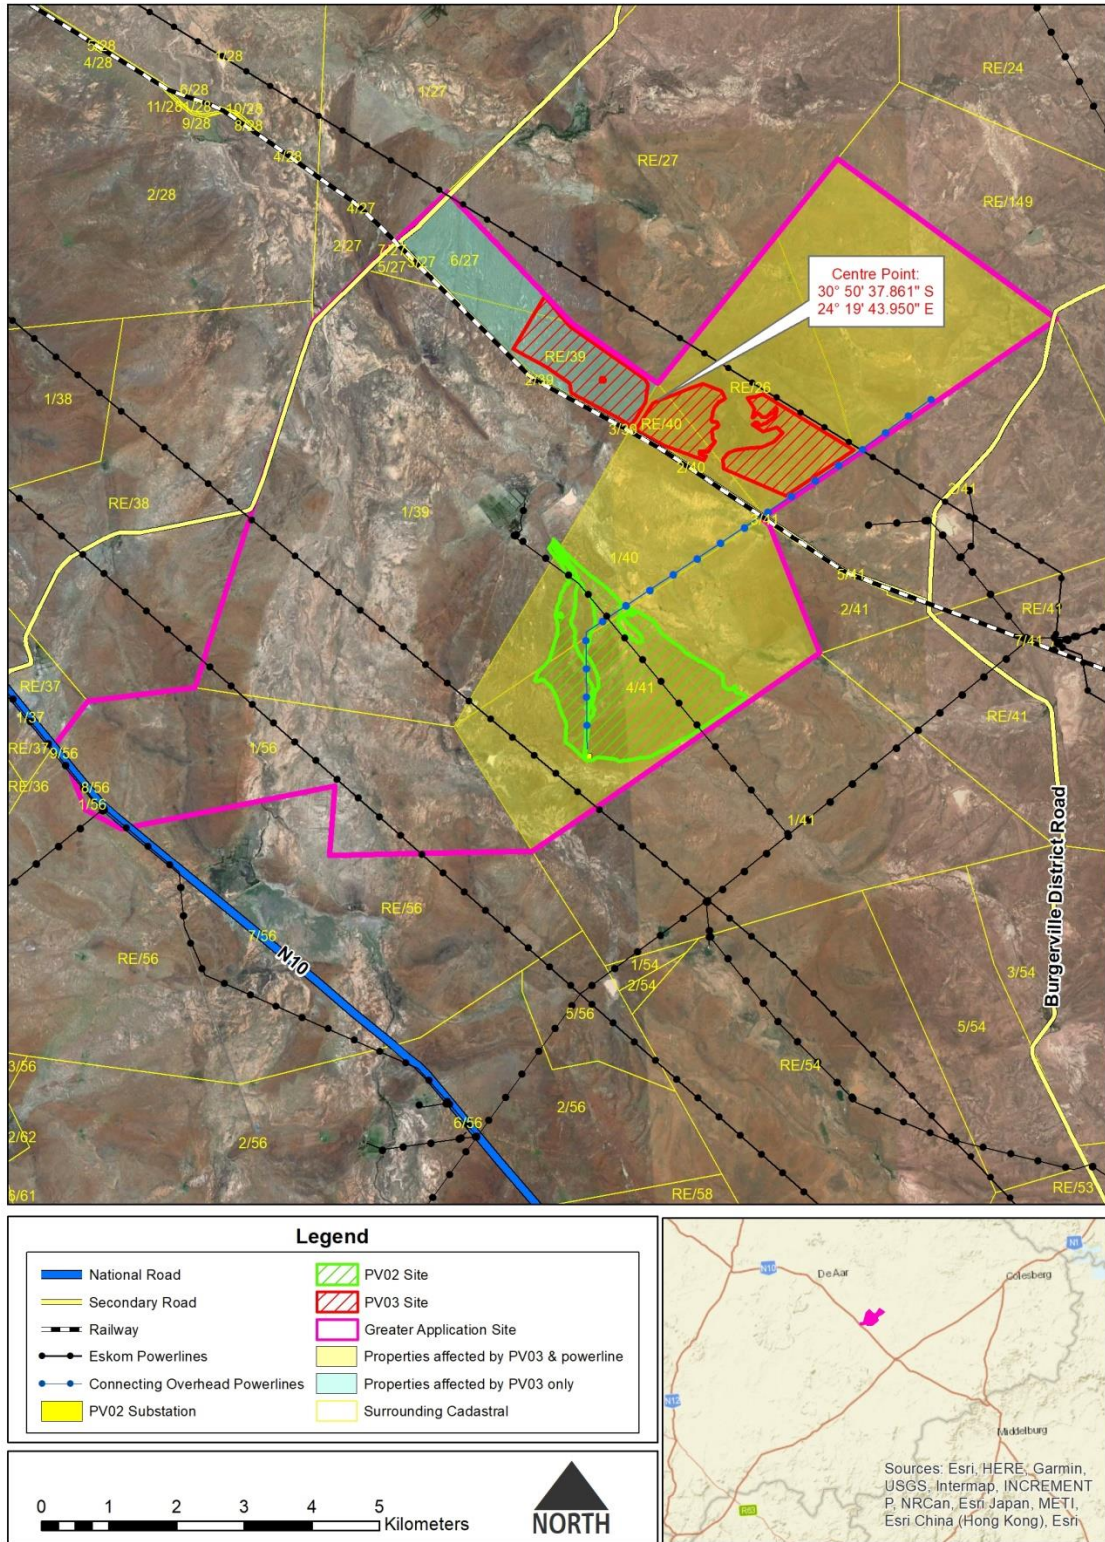 5/28
4/28
1/28
6/28
11/28
1/28
10/28
9/28
8/28
1/27
RE/24
4/28
RE/27
2/28
4/27
RE/149
2/27
7/27
3/27
6/27
5/27
Centre Point:
30° 50' 37.861" S
24° 19' 43.950" E
RE/39
2/39
RE/26
1/38
RE/40
3/39
2/40
RE/38
1/39
2/41
1/40
5/41
2/41
RE/41
7/41
RE/37
4/41
1/37
RE/41
RE/37
9/56
1/56
RE/36
8/56
1/56
1/41
RE/56
7/56
N10
RE/56
1/54
2/54
3/54
Burgerville District Road
5/56
5/54
3/56
RE/54
2/56
6/56
2/62
2/56
6/61
RE/58
RE/53
Legend
National Road
Secondary Road
Railway
Eskom Powerlines
Connecting Overhead Powerlines
PV02 Substation
PV02 Site
PV03 Site
Greater Application Site
Properties affected by PV03 & powerline
Properties affected by PV03 only
Surrounding Cadastral
0 1 2 3 4 5
Kilometers
NORTH
N10
De Aar
N1
Colesberg
N12
Middelburg
R63
Sources: Esri, HERE, Garmin,
USGS, Intermap, INCREMENT
P, NRCan, Esri Japan, METI,
Esri China (Hong Kong), Esri